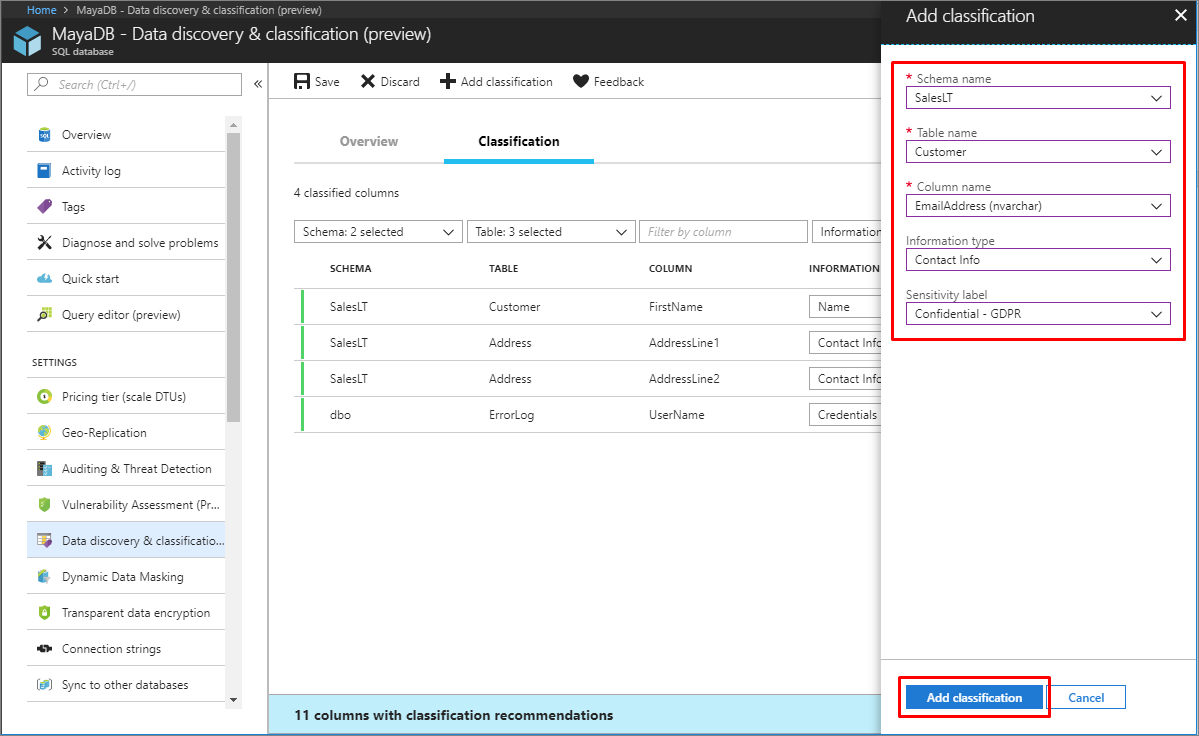 Home > MayaDB - Data discovery & classification (preview)
MayaDB - Data discovery & classification (preview)
SQL database
Search (Ctrl+/)
«
SQL
Overview
Activity log
Tags
Diagnose and solve problems
Quick start
Query editor (preview)
SETTINGS
Pricing tier (scale DTUs)
Geo-Replication
Auditing & Threat Detection
Vulnerability Assessment (Pr...
Data discovery & classificatio...
Dynamic Data Masking
Transparent data encryption
Connection strings
Sync to other databases
Save Discard Add classification Feedback
Overview Classification
4 classified columns
Schema: 2 selected Table: 3 selected Filter by column Information
SCHEMA TABLE COLUMN INFORMATION
SalesLT Customer FirstName Name
SalesLT Address AddressLine1 Contact Info
SalesLT Address AddressLine2 Contact Info
dbo ErrorLog UserName Credentials
11 columns with classification recommendations
Add classification
* Schema name
SalesLT
* Table name
Customer
* Column name
EmailAddress (nvarchar)
Information type
Contact Info
Sensitivity label
Confidential - GDPR
Add classification Cancel